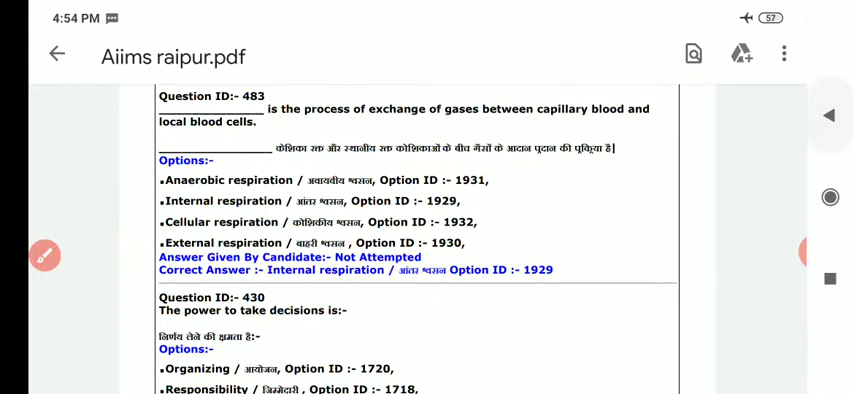 4:54 PM
57
Aiims raipur.pdf
Question ID:- 483
_______________ is the process of exchange of gases between capillary blood and
local blood cells.
________________ केशिका रक्त और स्थानीय रक्त कोशिकाओं के बीच गैसों के आदान प्रदान की प्रक्रिया है|
Options:-
.Anaerobic respiration / अवायवीय श्वसन, Option ID :- 1931,
.Internal respiration / आंतर श्वसन, Option ID :- 1929,
.Cellular respiration / कोशिकीय श्वसन, Option ID :- 1932,
.External respiration / बाहरी श्वसन , Option ID :- 1930,
Answer Given By Candidate:- Not Attempted
Correct Answer :- Internal respiration / आंतर श्वसन Option ID :- 1929
Question ID:- 430
The power to take decisions is:-
निर्णय लेने की क्षमता है:-
Options:-
.Organizing / आयोजन, Option ID :- 1720,
.Responsibility / जिम्मेदारी , Option ID :- 1718,